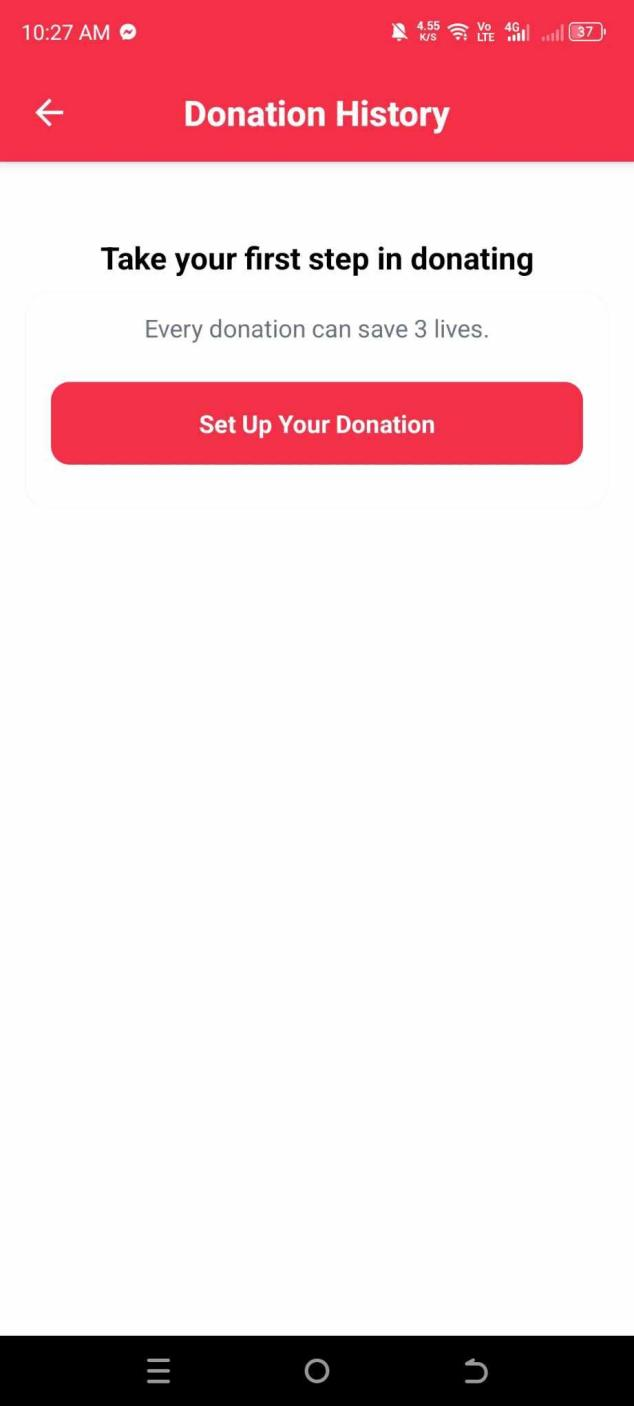 10:27 AM
4.55 K/S
Vo LTE
4G
37
Donation History
Take your first step in donating
Every donation can save 3 lives.
Set Up Your Donation